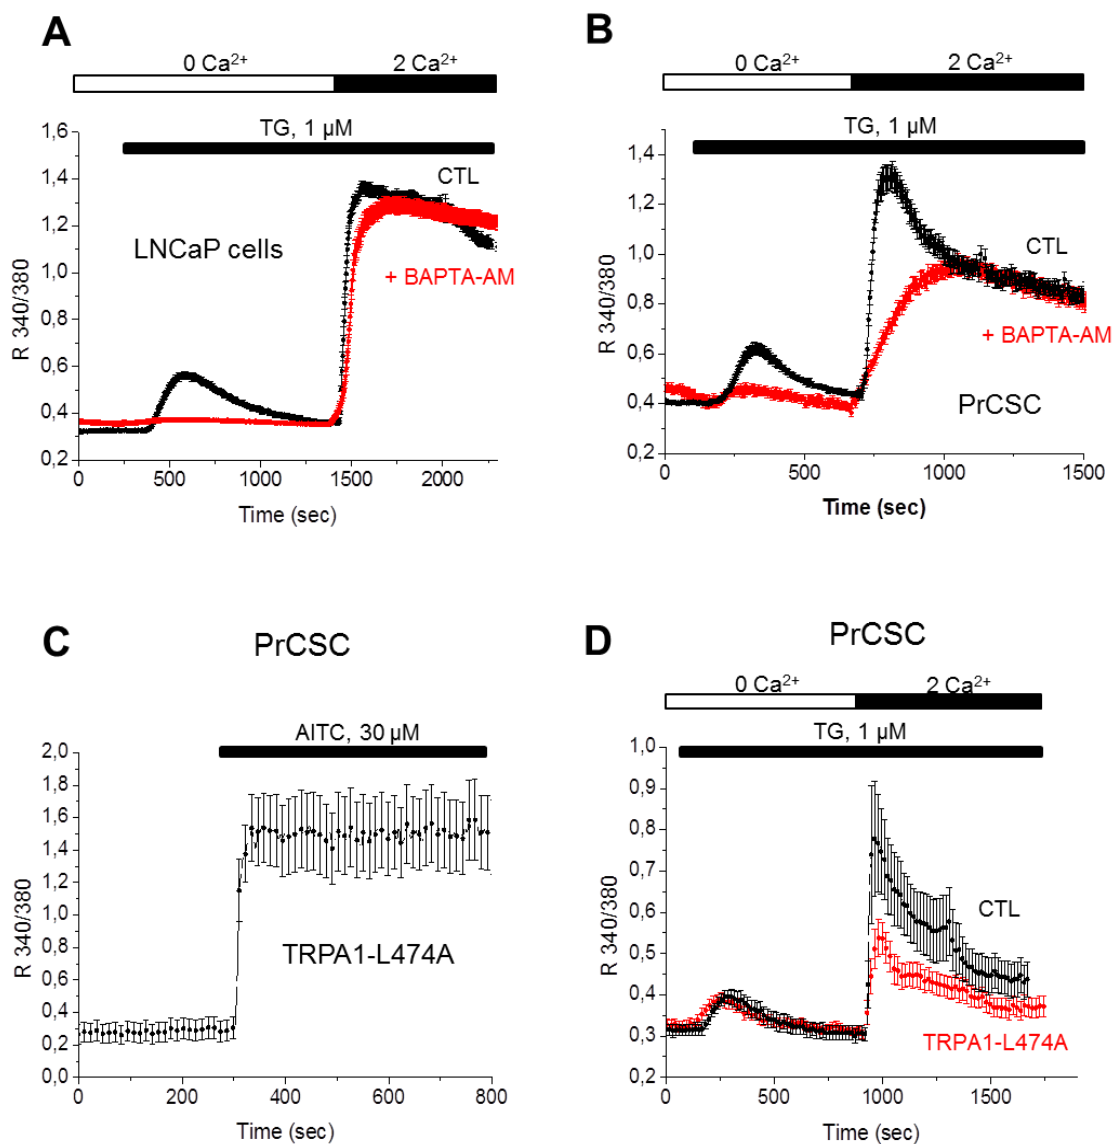 A
0 Ca²⁺ 2 Ca²⁺
TG, 1 µM
1,6
1,4
1,2
1,0
0,8
0,6
0,4
0,2
R 340/380
CTL
LNCaP cells
+ BAPTA-AM
0 500 1000 1500 2000
Time (sec)
B
0 Ca²⁺ 2 Ca²⁺
TG, 1 µM
1,4
1,2
1,0
0,8
0,6
0,4
0,2
R 340/380
CTL
+ BAPTA-AM
PrCSC
0 500 1000 1500
Time (sec)
C
PrCSC
AITC, 30 µM
2,0
1,8
1,6
1,4
1,2
1,0
0,8
0,6
0,4
0,2
0,0
R 340/380
TRPA1-L474A
0 200 400 600 800
Time (sec)
D
PrCSC
0 Ca²⁺ 2 Ca²⁺
TG, 1 µM
1,0
0,9
0,8
0,7
0,6
0,5
0,4
0,3
0,2
R 340/380
CTL
TRPA1-L474A
0 500 1000 1500
Time (sec)